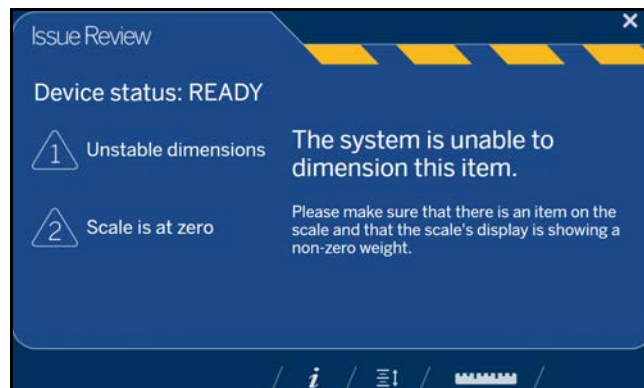 Issue Review
×
Device status: READY
1 Unstable dimensions
2 Scale is at zero
The system is unable to
dimension this item.
Please make sure that there is an item on the
scale and that the scale's display is showing a
non-zero weight.
i